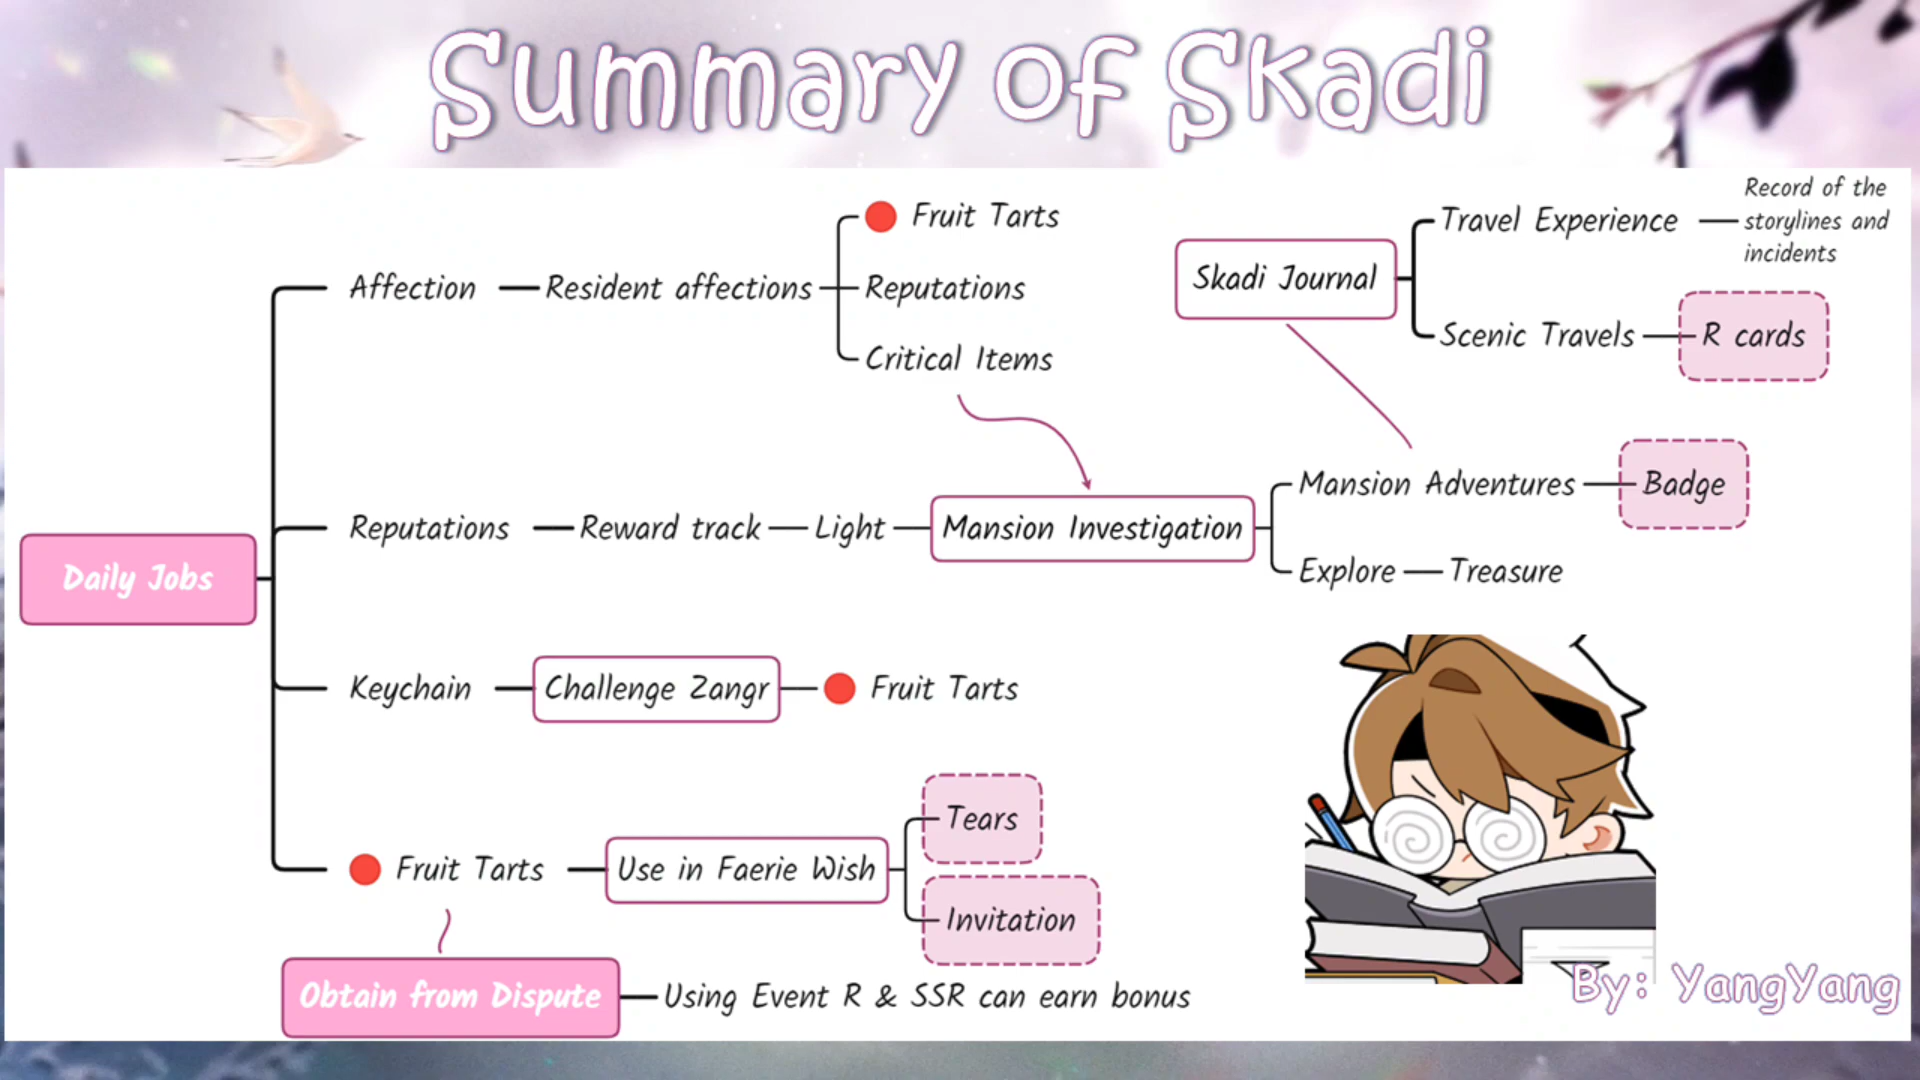 Summary of Skadi
Fruit Tarts
Affection
Resident affections
Reputations
Critical Items
Skadi Journal
Travel Experience
Record of the
storylines and
incidents
Scenic Travels
R cards
Daily Jobs
Reputations
Reward track
Light
Mansion Investigation
Mansion Adventures
Badge
Explore
Treasure
Keychain
Challenge Zangr
Fruit Tarts
Fruit Tarts
Use in Faerie Wish
Tears
Invitation
Obtain from Dispute
Using Event R & SSR can earn bonus
By: YangYang